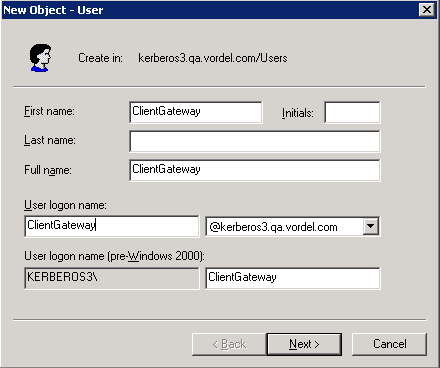 New Object - User
Create in: kerberos3.qa.vordel.com/Users
First name: ClientGateway Initials:
Last name:
Full name: ClientGateway
User logon name:
ClientGateway @kerberos3.qa.vordel.com
User logon name (pre-Windows 2000):
KERBEROS3\ ClientGateway
< Back Next > Cancel